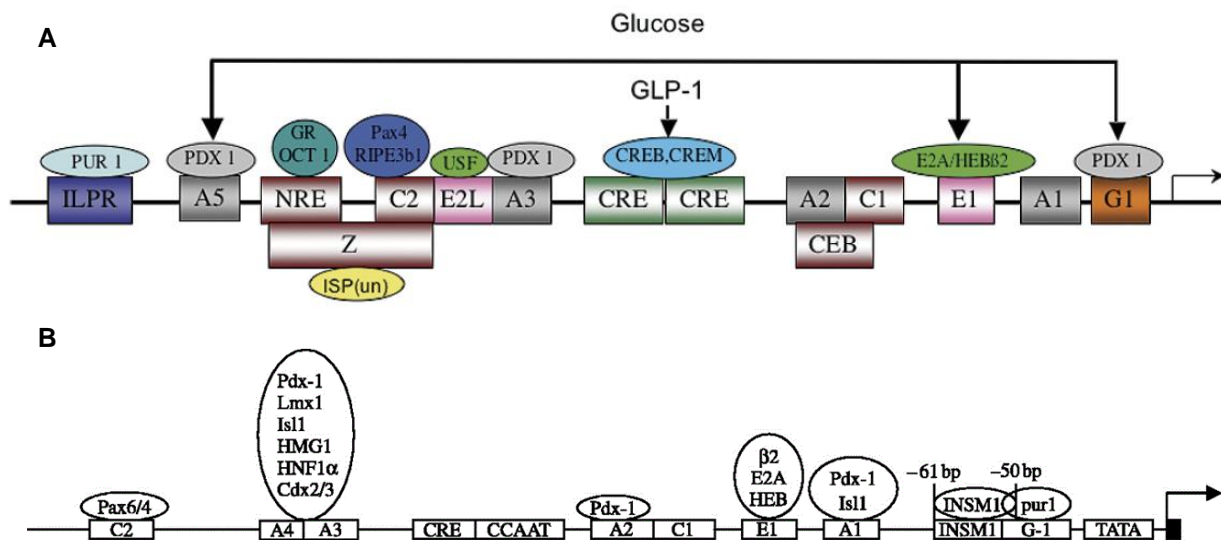 A
Glucose
GLP-1
PUR 1
PDX 1
GR
OCT 1
Pax4
RIPE3b1
USF
PDX 1
CREB,CREM
E2A/HEBß2
PDX 1
ILPR
A5
NRE
C2
E2L
A3
CRE
CRE
A2
C1
E1
A1
G1
Z
CEB
ISP(un)
B
Pdx-1
Lmx1
Isl1
HMG1
HNF1α
Cdx2/3
β2
E2A
HEB
Pdx-1
Isl1
−61 bp
−50 bp
Pax6/4
Pdx-1
INSM1
pur1
C2
A4
A3
CRE
CCAAT
A2
C1
E1
A1
INSM1
G-1
TATA